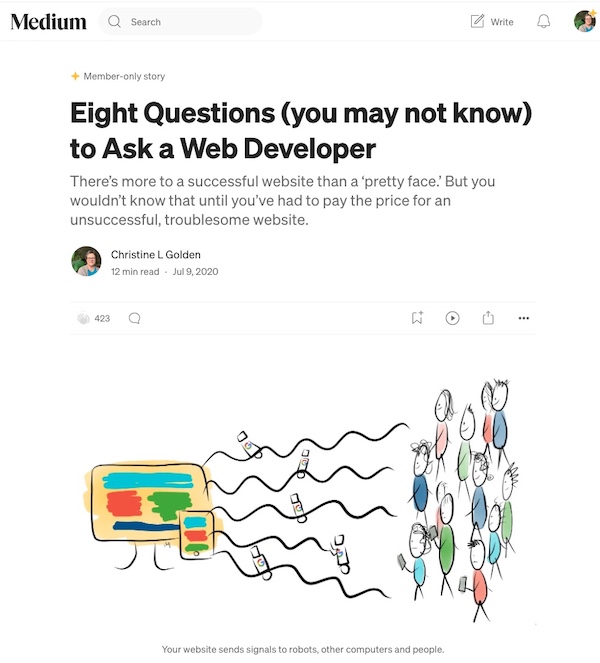 Medium
Search
Write
Member-only story
Eight Questions (you may not know)
to Ask a Web Developer
There's more to a successful website than a ‘pretty face.’ But you
wouldn't know that until you've had to pay the price for an
unsuccessful, troublesome website.
Christine L Golden
12 min read · Jul 9, 2020
423
Your website sends signals to robots, other computers and people.